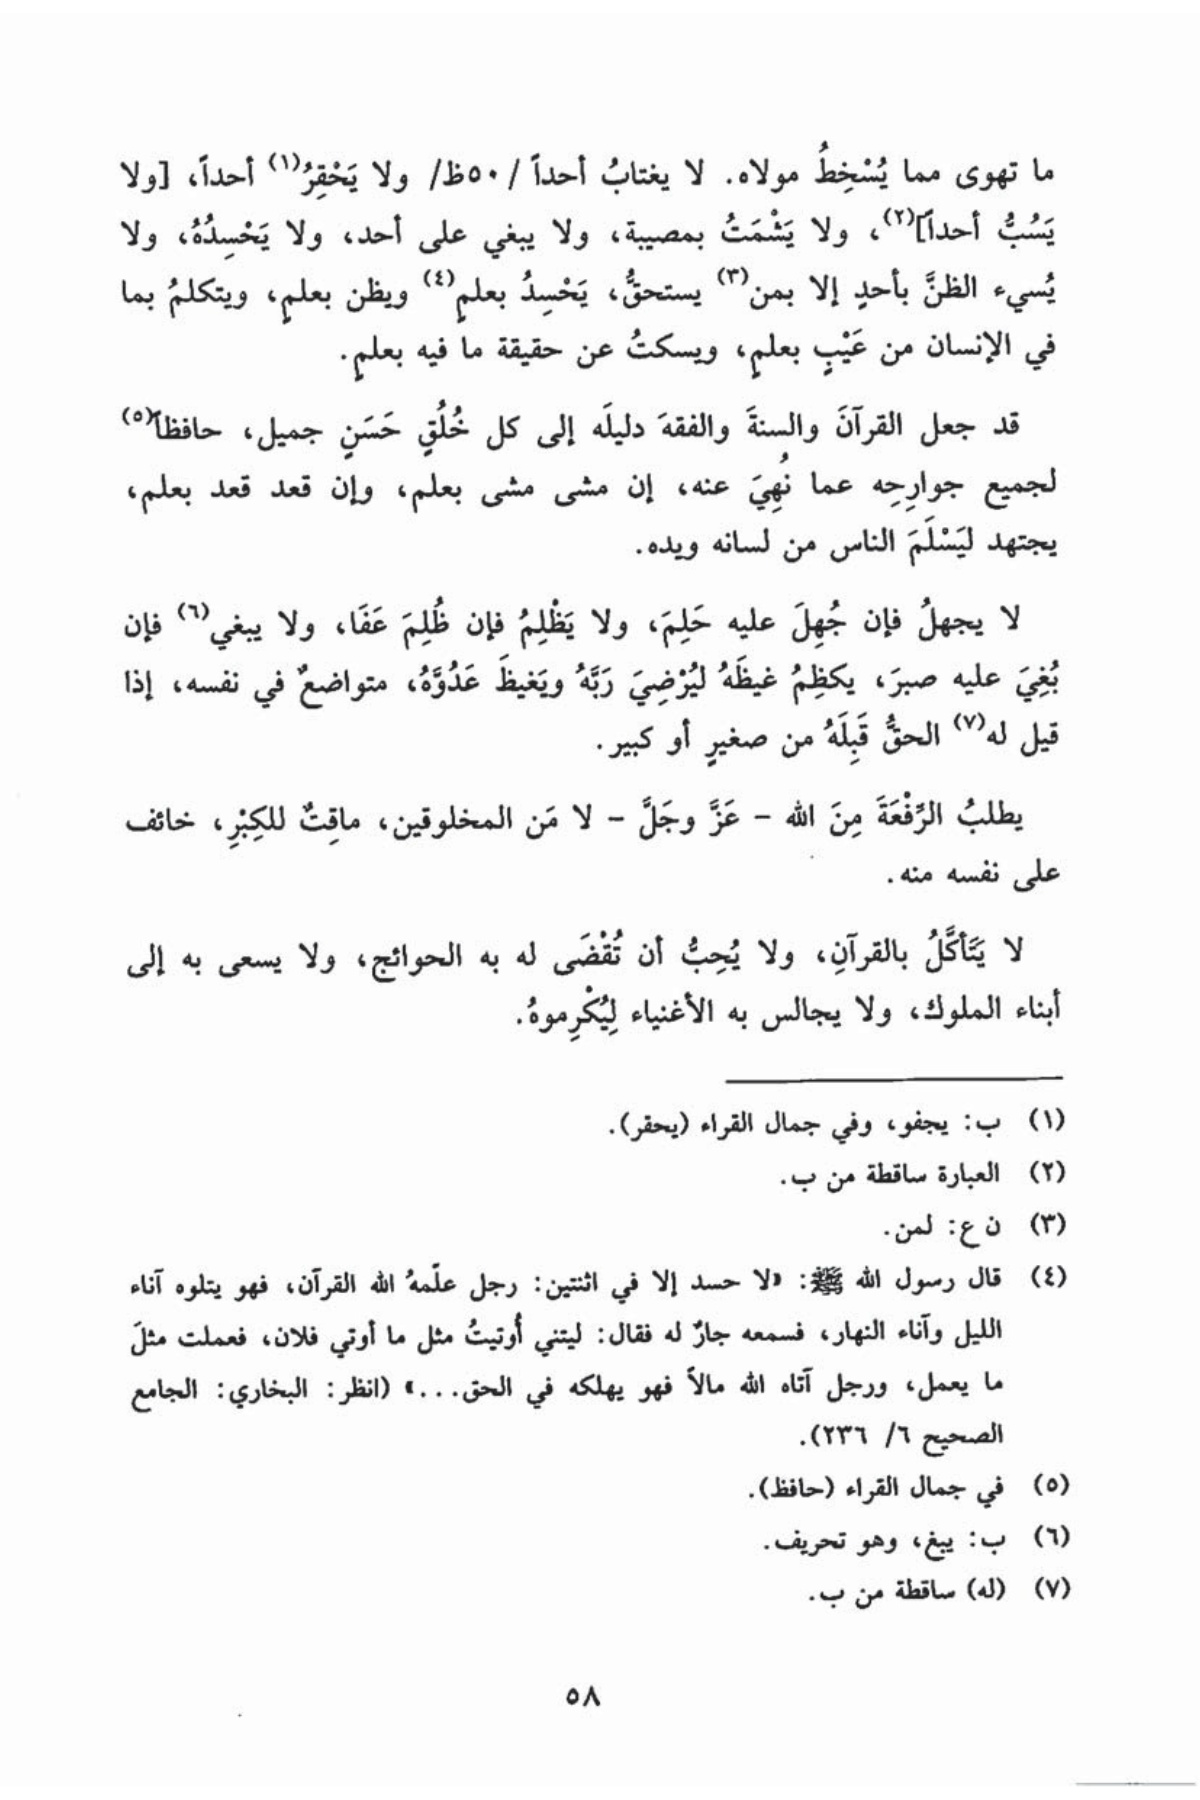 ما تهوى مما يُسْخِطُ مولاه. لا يغتابُ أحداً /٥٠ظ/ ولا يَحْقِرُ(١) أحداً، [ولا
يَسُبُّ أحداً](٢)، ولا يَشْمَتُ بمصيبة، ولا يبغي على أحد، ولا يَحْسِدُهُ، ولا
يُسيء الظنَّ بأحدٍ إلا بمن(٣) يستحقُّ، يَحْسِدُ بعلمٍ(٤) ويظن بعلمٍ، ويتكلمُ بما
في الإنسان من عَيْبٍ بعلمٍ، ويسكتُ عن حقيقة ما فيه بعلمٍ.
قد جعل القرآنَ والسنةَ والفقهَ دليلَه إلى كل خُلُقٍ حَسَنٍ جميل، حافظاً(٥)
لجميع جوارِحِه عما نُهِيَ عنه، إن مشى مشى بعلم، وإن قعد قعد بعلم،
يجتهد ليَسْلَمَ الناس من لسانه ويده.
لا يجهلُ فإن جُهِلَ عليه حَلِمَ، ولا يَظْلِمُ فإن ظُلِمَ عَفَا، ولا يبغي(٦) فإن
بُغِيَ عليه صبرَ، يكظِمُ غيظَهُ ليُرْضِيَ رَبَّهُ ويَغيظَ عَدُوَّهُ، متواضعٌ في نفسه، إذا
قيل له(٧) الحقُّ قَبِلَهُ من صغيرٍ أو كبير.
يطلبُ الرِّفْعَةَ مِنَ الله - عَزَّ وجَلَّ - لا مَن المخلوقين، ماقِتٌ للكِبْرِ، خائف
على نفسه منه.
لا يَتَأَكَّلُ بالقرآنِ، ولا يُحِبُّ أن تُقْضَى له به الحوائج، ولا يسعى به إلى
أبناء الملوك، ولا يجالس به الأغنياء لِيُكْرِموهُ.
(١) ب: يجفو، وفي جمال القراء (يحقر).
(٢) العبارة ساقطة من ب.
(٣) ن ع: لمن.
(٤) قال رسول الله ﷺ: «لا حسد إلا في اثنتين: رجل علّمهُ الله القرآن، فهو يتلوه آناء
الليل وآناء النهار، فسمعه جارٌ له فقال: ليتني أُوتيتُ مثل ما أوتي فلان، فعملت مثلَ
ما يعمل، ورجل آتاه الله مالاً فهو يهلكه في الحق...» (انظر: البخاري: الجامع
الصحيح ٦/ ٢٣٦).
(٥) في جمال القراء (حافظ).
(٦) ب: يبغ، وهو تحريف.
(٧) (له) ساقطة من ب.
٥٨